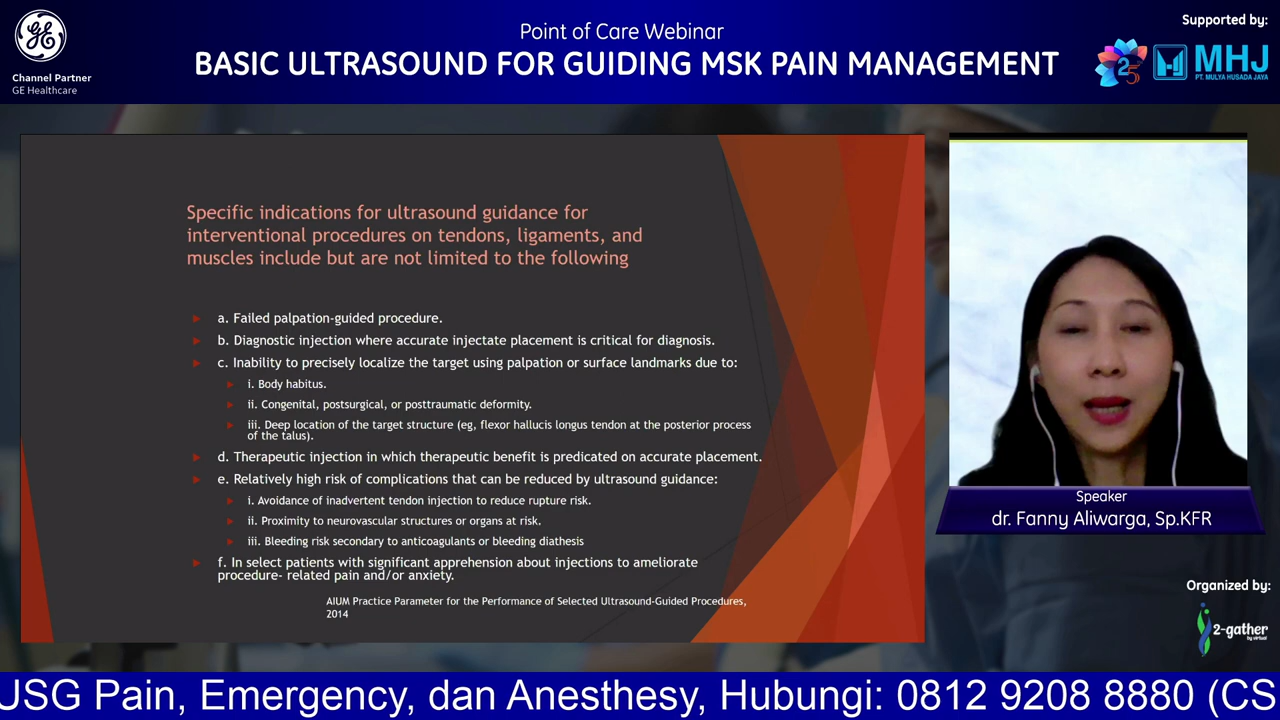 Point of Care Webinar
BASIC ULTRASOUND FOR GUIDING MSK PAIN MANAGEMENT
Channel Partner
GE Healthcare
Supported by:
25
MHJ
PT. MULYA HUSADA JAYA
Specific indications for ultrasound guidance for
interventional procedures on tendons, ligaments, and
muscles include but are not limited to the following
a. Failed palpation-guided procedure.
b. Diagnostic injection where accurate injectate placement is critical for diagnosis.
c. Inability to precisely localize the target using palpation or surface landmarks due to:
i. Body habitus.
ii. Congenital, postsurgical, or posttraumatic deformity.
iii. Deep location of the target structure (eg, flexor hallucis longus tendon at the posterior process
of the talus).
d. Therapeutic injection in which therapeutic benefit is predicated on accurate placement.
e. Relatively high risk of complications that can be reduced by ultrasound guidance:
i. Avoidance of inadvertent tendon injection to reduce rupture risk.
ii. Proximity to neurovascular structures or organs at risk.
iii. Bleeding risk secondary to anticoagulants or bleeding diathesis
f. In select patients with significant apprehension about injections to ameliorate
procedure- related pain and/or anxiety.
AIUM Practice Parameter for the Performance of Selected Ultrasound-Guided Procedures,
2014
Speaker
dr. Fanny Aliwarga, Sp.KFR
Organized by:
2-gather
by virtual
USG Pain, Emergency, dan Anesthesy, Hubungi: 0812 9208 8880 (CS